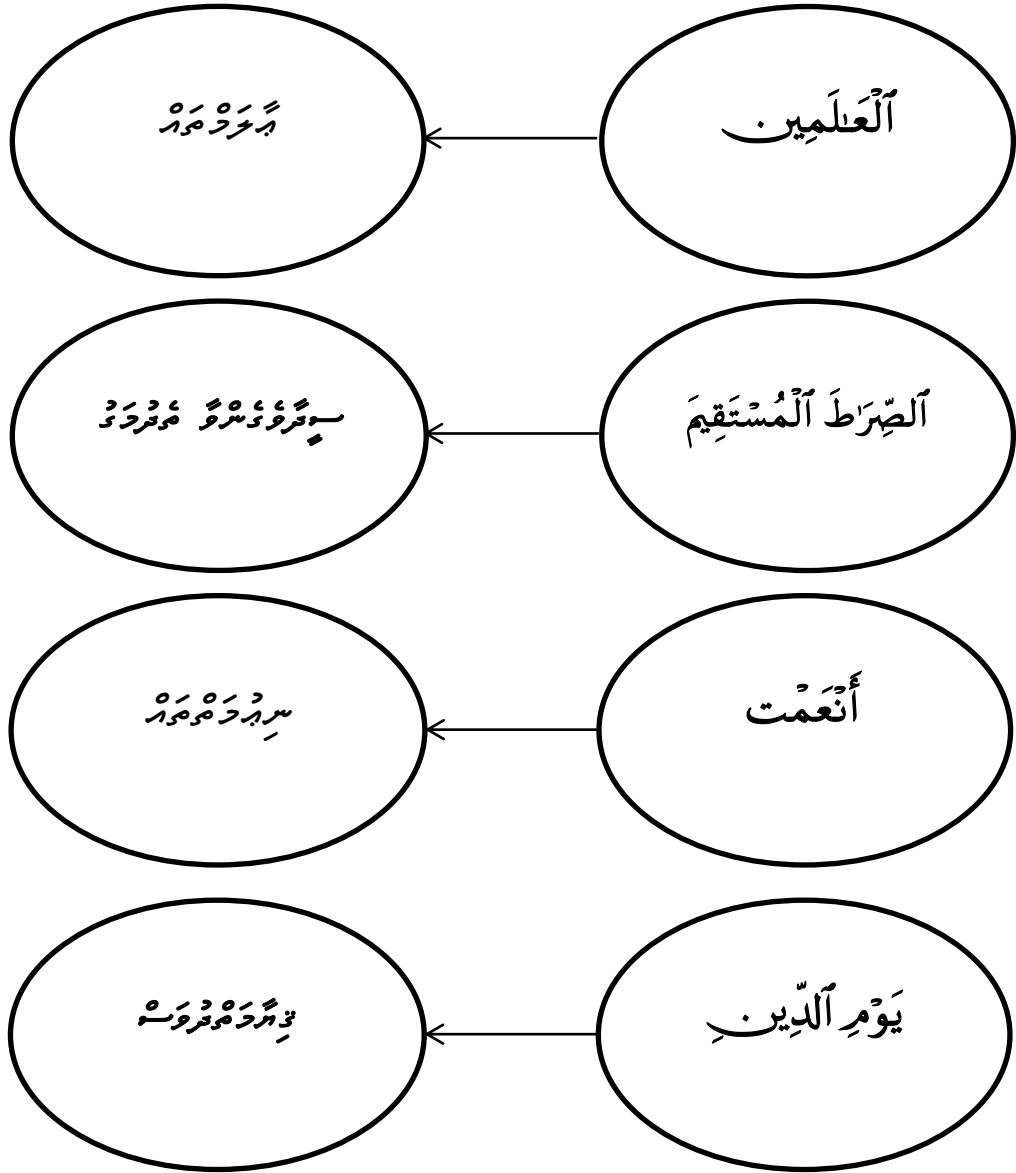 ٱلْعَـٰلَمِين
ޢާލަމްތައް
ٱلصِّرَٰطَ ٱلْمُسْتَقِيمَ
ސީދާވެގެންވާ ތެދުމަގު
أَنْعَمْت
ނިޢުމަތްތައް
يَوْمِ ٱلدِّينِ
ޤިޔާމަތްދުވަސް